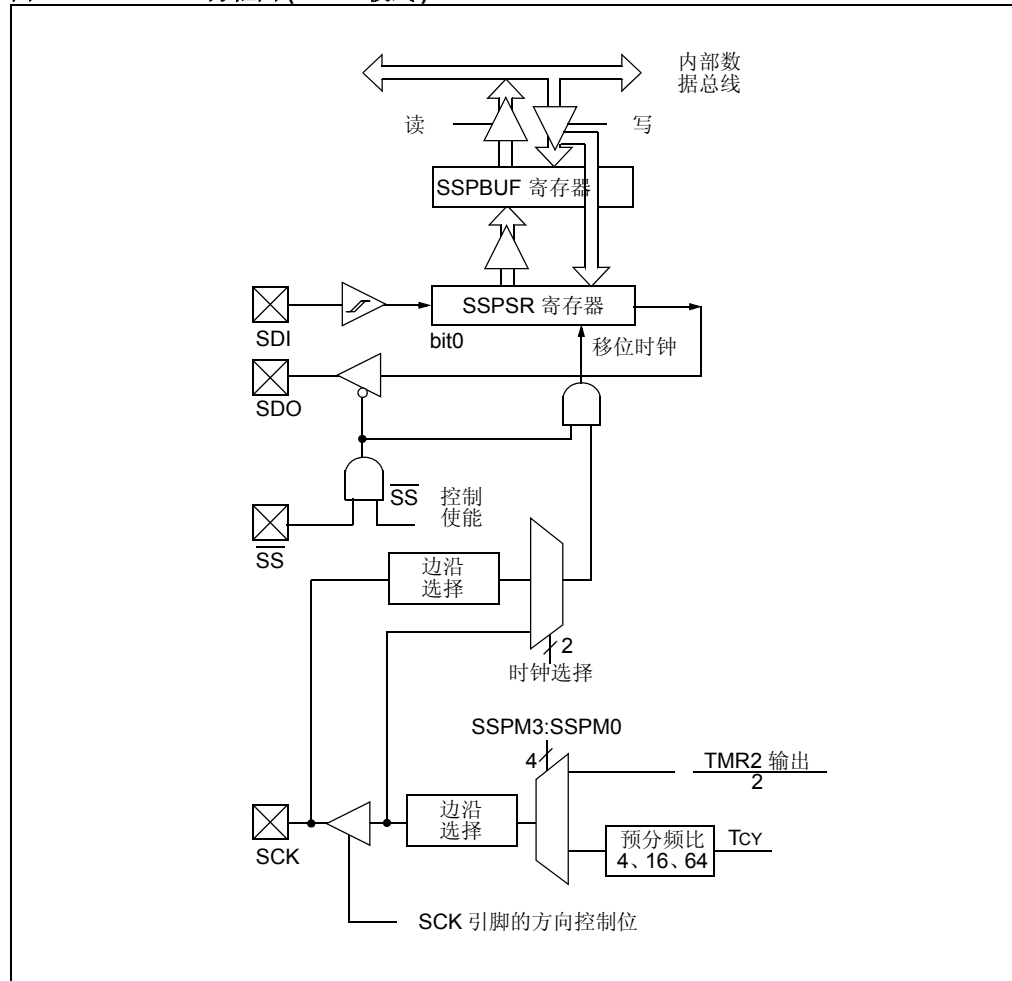 内部数
据总线
读
写
SSPBUF 寄存器
SSPSR 寄存器
SDI
bit0
移位时钟
SDO
SS 控制
使能
SS
边沿
选择
2
时钟选择
SSPM3:SSPM0
4
TMR2 输出
2
边沿
选择
预分频比
4、16、64
TCY
SCK
SCK 引脚的方向控制位